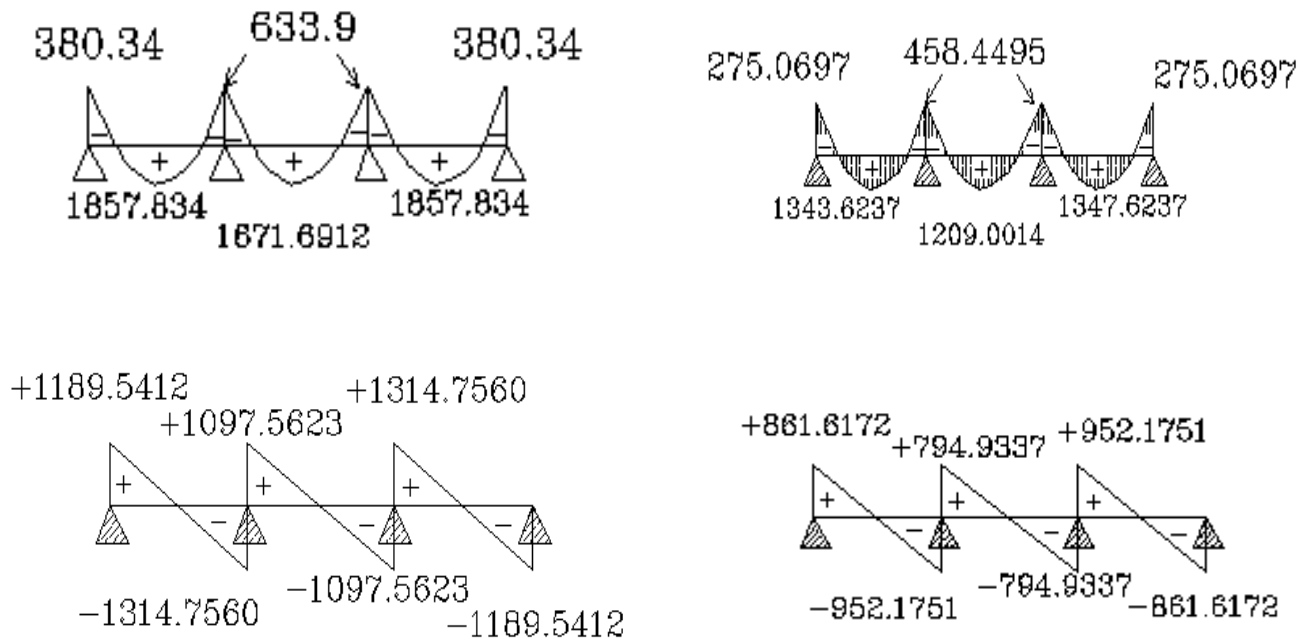 380.34 633.9 380.34
1857.834 1857.834
1671.6912
275.0697 458.4495 275.0697
1343.6237 1347.6237
1209.0014
+1189.5412 +1314.7560
+1097.5623
−1314.7560 −1097.5623
−1189.5412
+861.6172 +794.9337 +952.1751
−952.1751 −794.9337 −861.6172